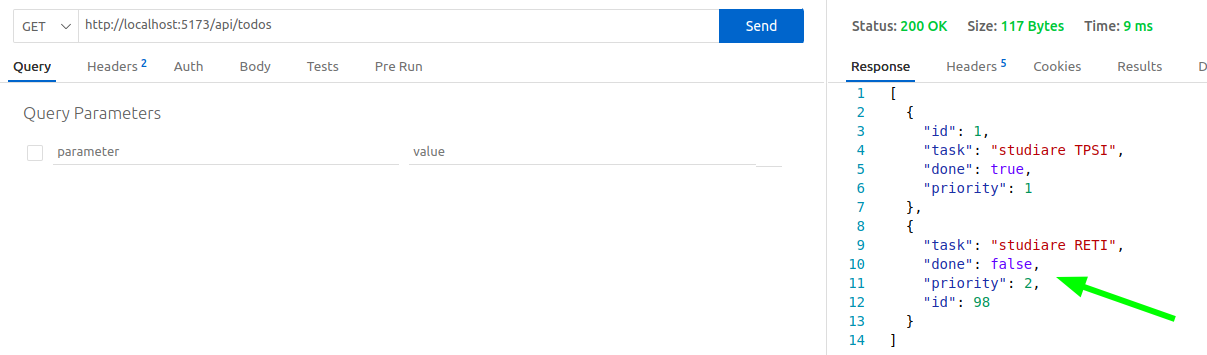 GET http://localhost:5173/api/todos Send
Query Headers 2 Auth Body Tests Pre Run
Query Parameters
parameter value
Status: 200 OK Size: 117 Bytes Time: 9 ms
Response Headers 5 Cookies Results D
1 [
2 {
3 "id": 1,
4 "task": "studiare TPSI",
5 "done": true,
6 "priority": 1
7 },
8 {
9 "task": "studiare RETI",
10 "done": false,
11 "priority": 2,
12 "id": 98
13 }
14 ]